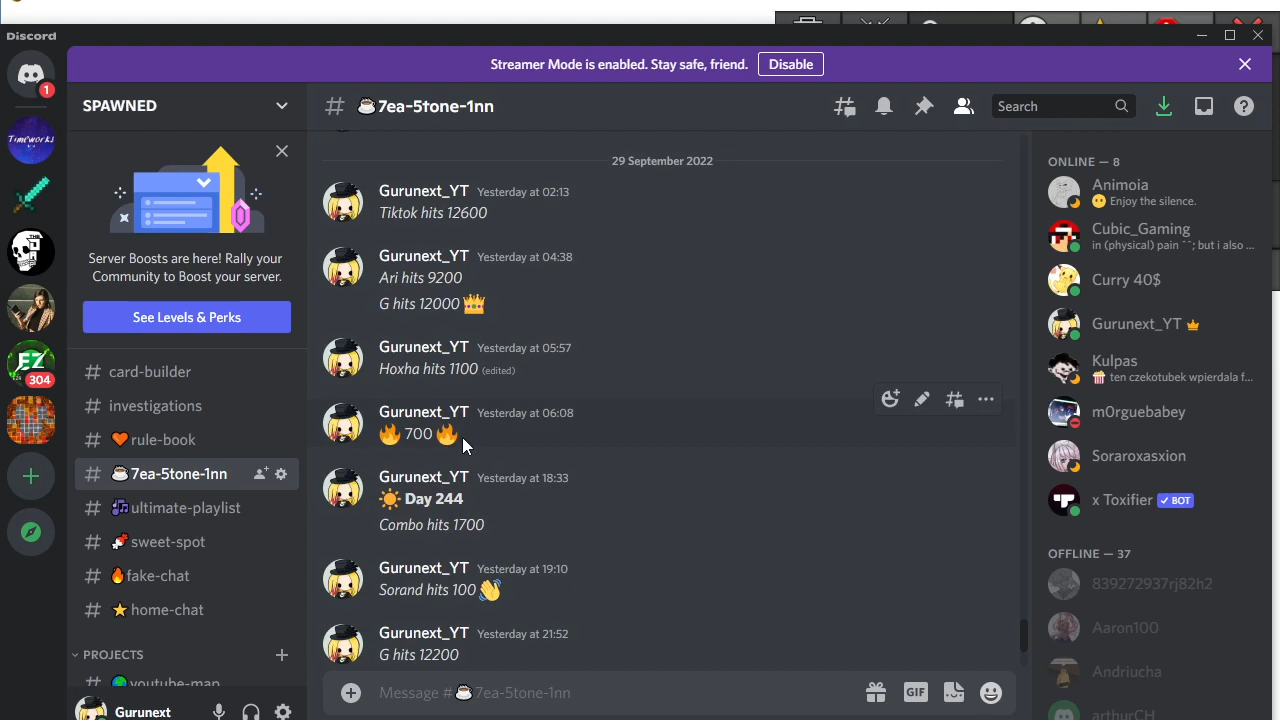 Discord
Streamer Mode is enabled. Stay safe, friend. Disable
SPAWNED
# ☕7ea-5tone-1nn
Search
1
Timeworks
EZ
304
Server Boosts are here! Rally your
Community to Boost your server.
See Levels & Perks
# card-builder
# investigations
# ❤️rule-book
# ☕7ea-5tone-1nn
# 🎶ultimate-playlist
# 🍬sweet-spot
# 🔥fake-chat
# ⭐home-chat
PROJECTS
# 🌍youtube-map
Gurunext
29 September 2022
Gurunext_YT Yesterday at 02:13
Tiktok hits 12600
Gurunext_YT Yesterday at 04:38
Ari hits 9200
G hits 12000 👑
Gurunext_YT Yesterday at 05:57
Hoxha hits 1100 (edited)
Gurunext_YT Yesterday at 06:08
🔥 700 🔥
Gurunext_YT Yesterday at 18:33
☀️ Day 244
Combo hits 1700
Gurunext_YT Yesterday at 19:10
Sorand hits 100 👋
Gurunext_YT Yesterday at 21:52
G hits 12200
Message # ☕7ea-5tone-1nn
GIF
ONLINE — 8
Animoia
😶 Enjoy the silence.
Cubic_Gaming
in (physical) pain ^^; but i also ...
Curry 40$
Gurunext_YT
Kulpas
🍿 ten czekotubek wpierdala f...
m0rguebabey
Soraroxasxion
x Toxifier ✓ BOT
OFFLINE — 37
839272937rj82h2
Aaron100
Andriucha
arthurCH